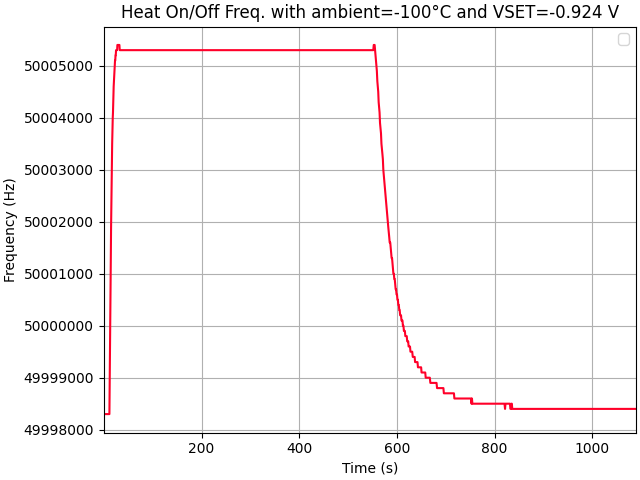 Heat On/Off Freq. with ambient=-100°C and VSET=-0.924 V
50005000
50004000
50003000
50002000
50001000
50000000
49999000
49998000
Frequency (Hz)
200 400 600 800 1000
Time (s)